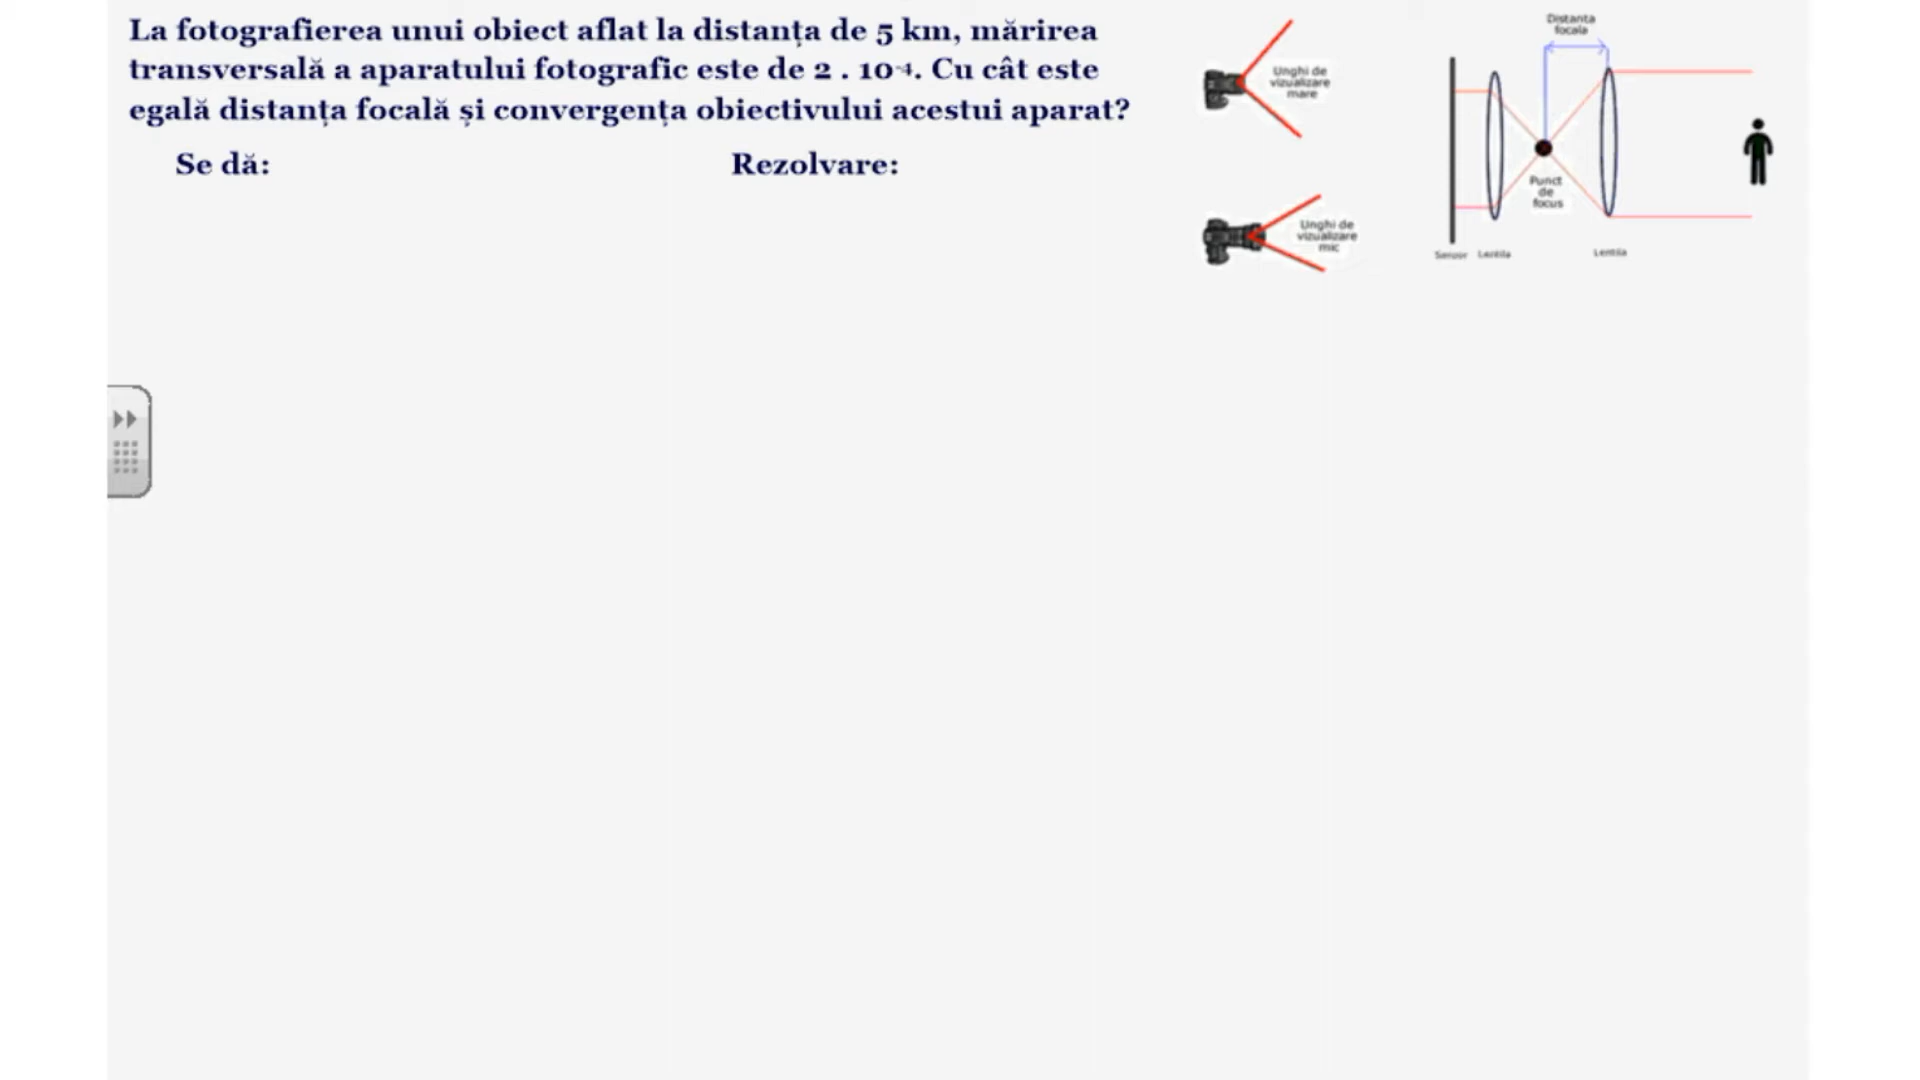 La fotografierea unui obiect aflat la distanța de 5 km, mărirea
transversală a aparatului fotografic este de 2 . 10⁻⁴. Cu cât este
egală distanța focală și convergența obiectivului acestui aparat?
Se dă:
Rezolvare:
Unghi de
vizualizare
mare
Unghi de
vizualizare
mic
Distanta
focala
Punct
de
focus
Senzor Lentila
Lentila